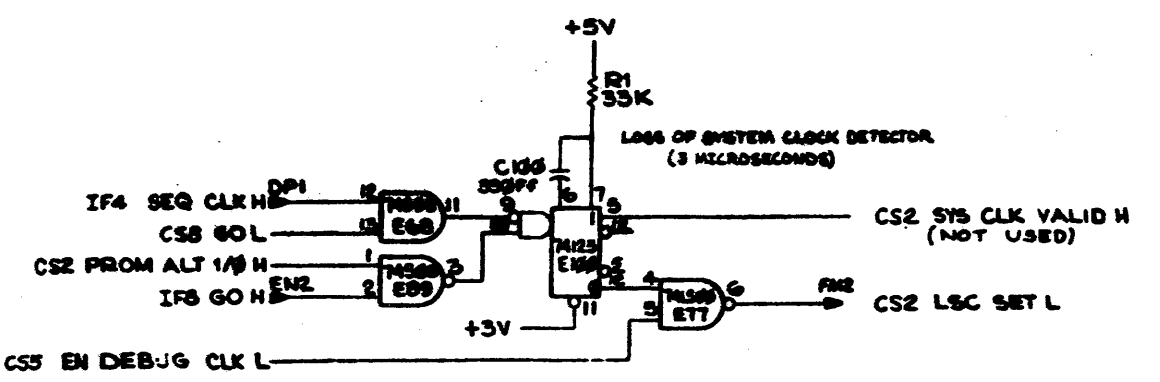 +5V
R1
33K
LOSS OF SYSTEM CLOCK DETECTOR
(3 MICROSECONDS)
C100
330Pf
6 7
IF4 SEQ CLK H DP1 12
11 9 5
CS2 SYS CLK VALID H
(NOT USED)
E68
CS8 GO L 13
CS2 PROM ALT 1/0 H 1
3
74123
E100
5
12
IF8 GO H EN2 2
E89
4 6
74LS00
E77
5
FM2
CS2 LSC SET L
+3V 11
CS5 EN DEBUG CLK L